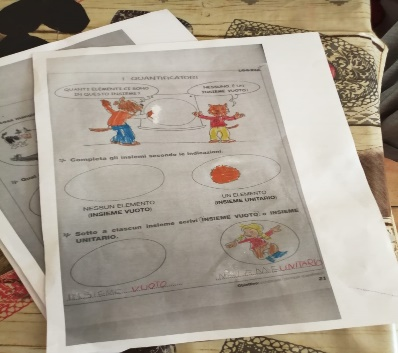 I QUANTIFICATORI
QUANTI ELEMENTI CI SONO
IN QUESTO INSIEME?
NESSUNO, È UN
INSIEME VUOTO!
Completa gli insiemi secondo le indicazioni.
NESSUN ELEMENTO
(INSIEME VUOTO)
UN ELEMENTO
(INSIEME UNITARIO)
Sotto a ciascun insieme scrivi INSIEME VUOTO o INSIEME
UNITARIO.
INSIEME VUOTO
INSIEME UNITARIO